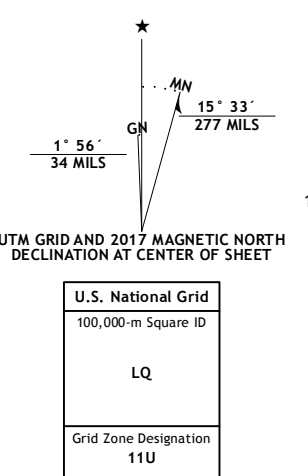 ★
MN
GN
15° 33´
277 MILS
1° 56´
34 MILS
UTM GRID AND 2017 MAGNETIC NORTH
DECLINATION AT CENTER OF SHEET
U.S. National Grid
100,000-m Square ID
LQ
Grid Zone Designation
11U